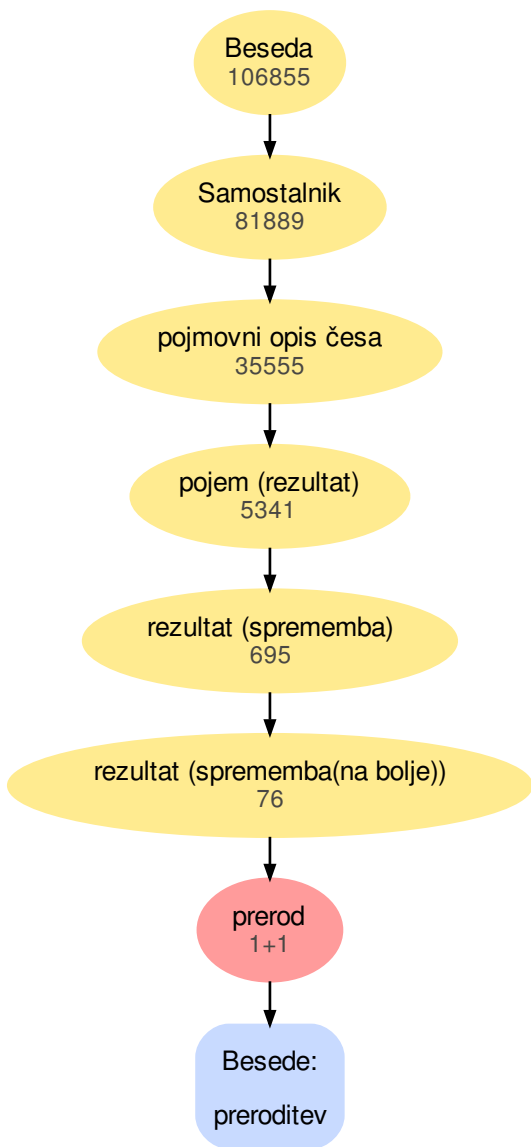 Beseda
106855
Samostalnik
81889
pojmovni opis česa
35555
pojem (rezultat)
5341
rezultat (sprememba)
695
rezultat (sprememba(na bolje))
76
prerod
1+1
Besede:
preroditev